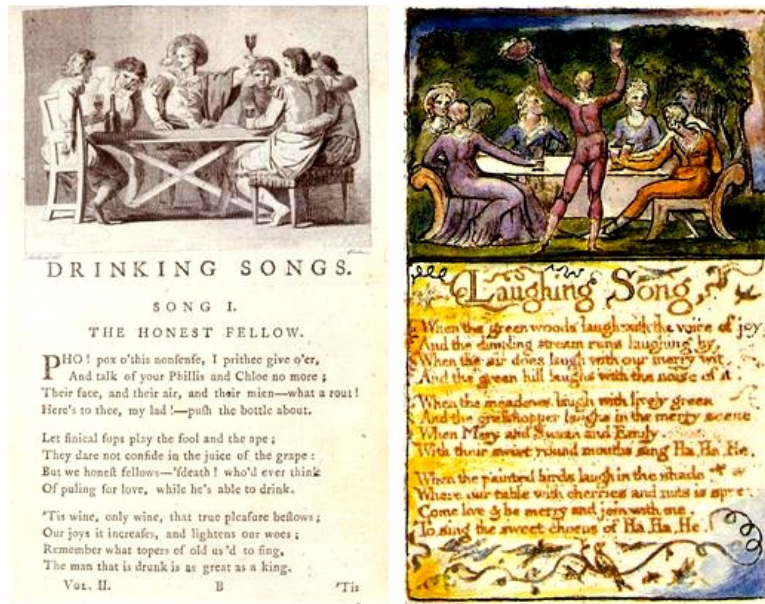 DRINKING SONGS.
SONG I.
THE HONEST FELLOW.
PHO! pox o'this nonſenſe, I prithee give o'er,
And talk of your Phillis and Chloe no more;
Their face, and their air, and their mien—what a rout!
Here's to thee, my lad!—puſh the bottle about.
Let finical fops play the fool and the ape;
They dare not confide in the juice of the grape:
But we honeſt fellows—'ſdeath! who'd ever think
Of puling for love, while he's able to drink.
'Tis wine, only wine, that true pleaſure beſtows;
Our joys it increaſes, and lightens our woes;
Remember what topers of old us'd to ſing,
The man that is drunk is as great as a king.
VOL. II. B 'Tis
Laughing Song,
When the green woods laugh with the voice of joy
And the dimpling stream runs laughing by,
When the air does laugh with our merry wit,
And the green hill laughs with the noise of it.
When the meadows laugh with lively green
And the grasshopper laughs in the merry scene
When Mary and Susan and Emily,
With their sweet round mouths sing Ha, Ha, He.
When the painted birds laugh in the shade
Where our table with cherries and nuts is spre
Come live & be merry and join with me,
To sing the sweet chorus of Ha, Ha, He.